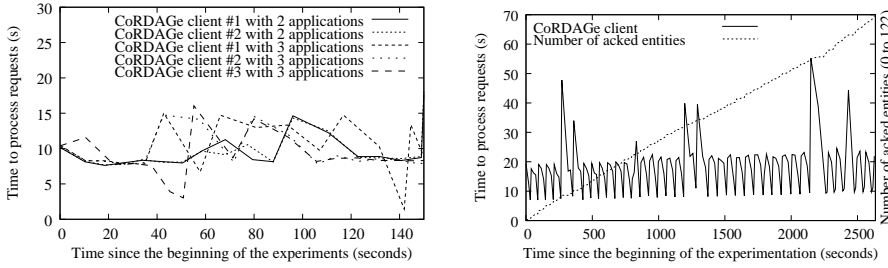 30
25
20
15
10
5
0
Time to process requests (s)
CoRDAGe client #1 with 2 applications
CoRDAGe client #2 with 2 applications
CoRDAGe client #1 with 3 applications
CoRDAGe client #2 with 3 applications
CoRDAGe client #3 with 3 applications
0 20 40 60 80 100 120 140
Time since the beginning of the experiments (seconds)
70
60
50
40
30
20
10
0
Time to process requests (s)
CoRDAGe client
Number of acked entities
0 500 1000 1500 2000 2500
Time since the beginning of the experimentation (seconds)
Number of acked entities (0 to 122)